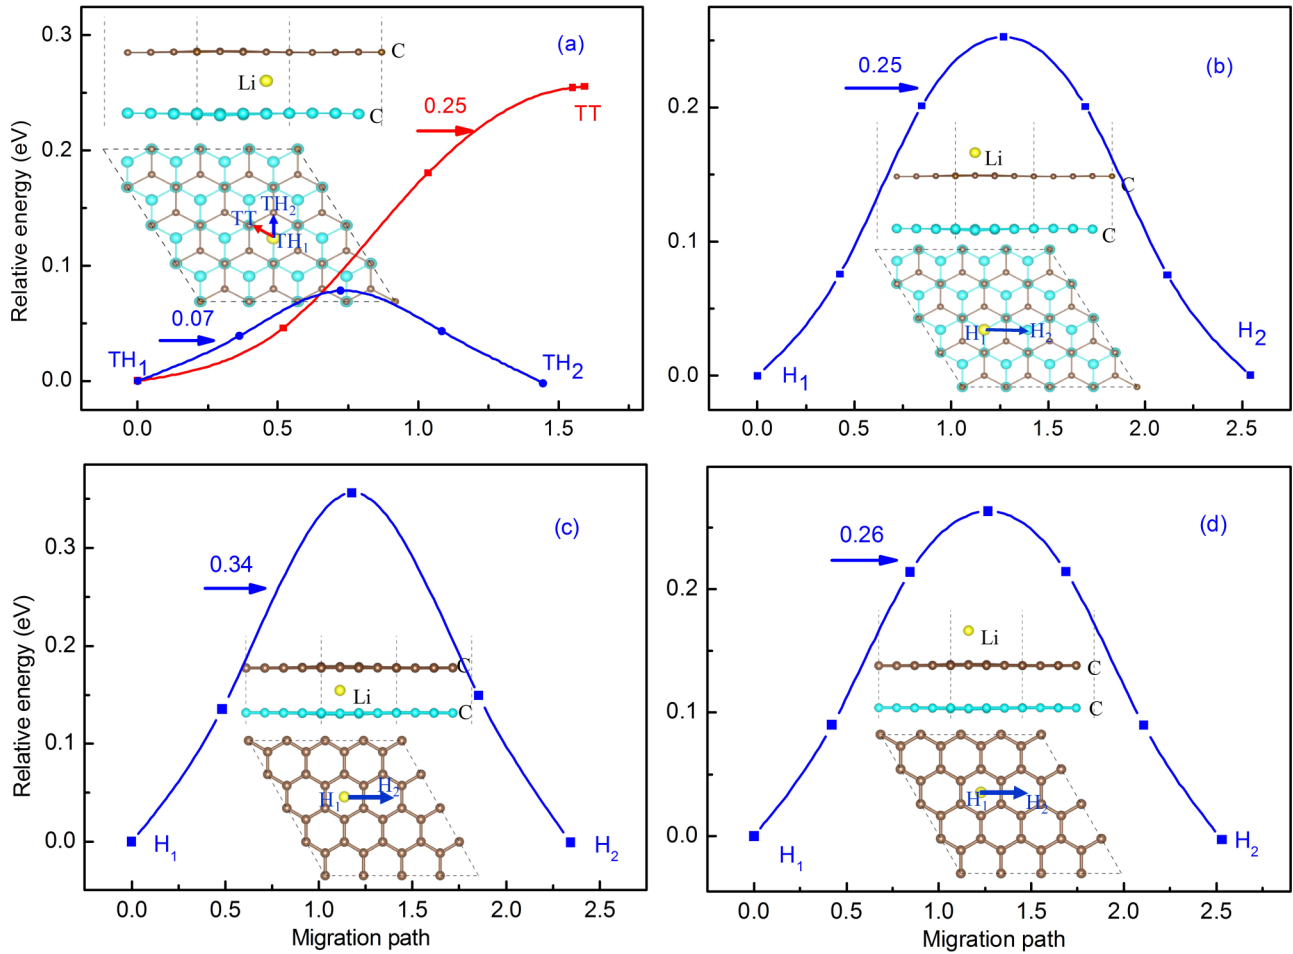 (a)
0.3
0.2
0.1
0.0
Relative energy (eV)
C
Li
C
0.25
TT
TH2
TT
TH1
0.07
TH1
TH2
0.0
0.5
1.0
1.5
(b)
0.2
0.1
0.0
0.25
Li
C
C
H1
H2
H1
H2
0.0
0.5
1.0
1.5
2.0
2.5
(c)
0.3
0.2
0.1
0.0
Relative energy (eV)
0.34
C
Li
C
H2
H1
H1
H2
0.0
0.5
1.0
1.5
2.0
2.5
Migration path
(d)
0.2
0.1
0.0
0.26
Li
C
C
H1
H2
H1
H2
0.0
0.5
1.0
1.5
2.0
2.5
Migration path